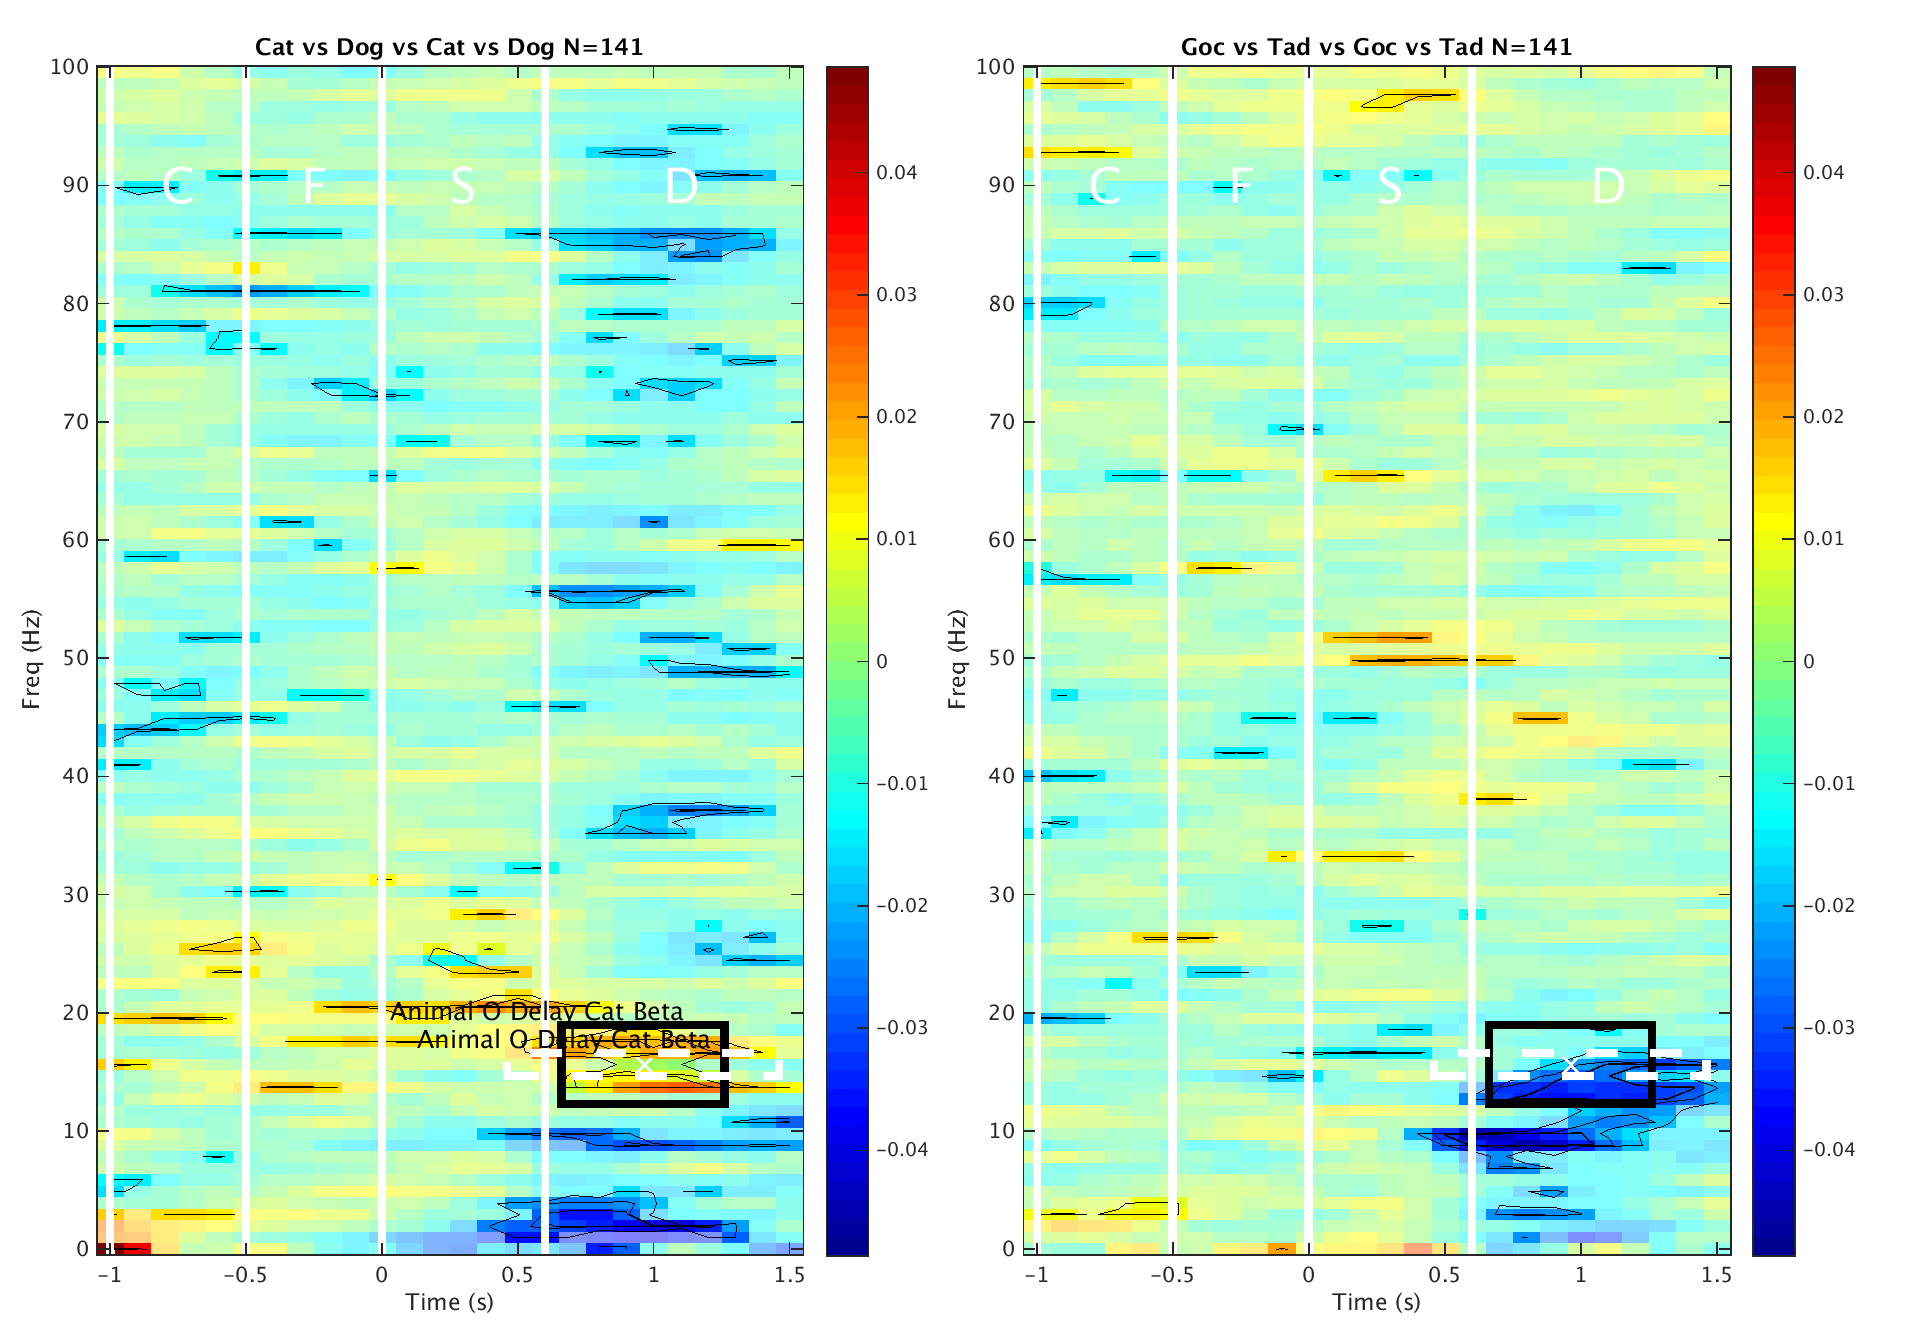 Cat vs Dog vs Cat vs Dog N=141
100
90
80
70
60
50
40
30
20
10
0
Freq (Hz)
C F S D
Animal O Delay Cat Beta
Animal O Delay Cat Beta
x
-1 -0.5 0 0.5 1 1.5
Time (s)
0.04
0.03
0.02
0.01
0
-0.01
-0.02
-0.03
-0.04
Goc vs Tad vs Goc vs Tad N=141
100
90
80
70
60
50
40
30
20
10
0
Freq (Hz)
C F S D
x
-1 -0.5 0 0.5 1 1.5
Time (s)
0.04
0.03
0.02
0.01
0
-0.01
-0.02
-0.03
-0.04